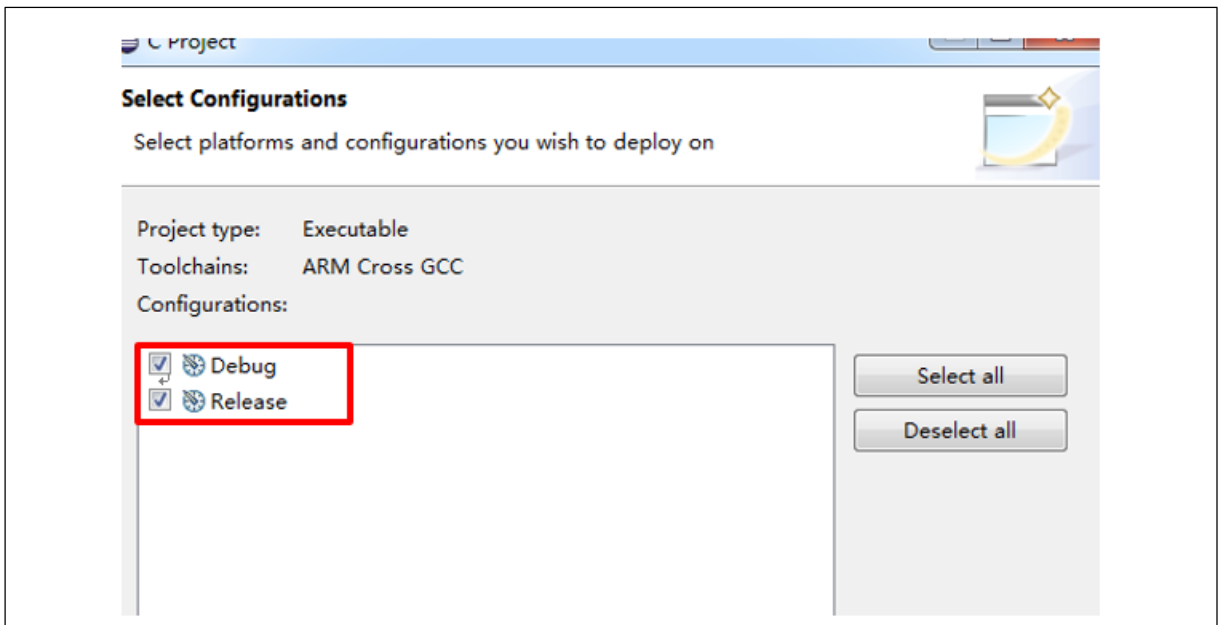 C Project
Select Configurations
Select platforms and configurations you wish to deploy on
Project type: Executable
Toolchains: ARM Cross GCC
Configurations:
Debug
Release
Select all
Deselect all